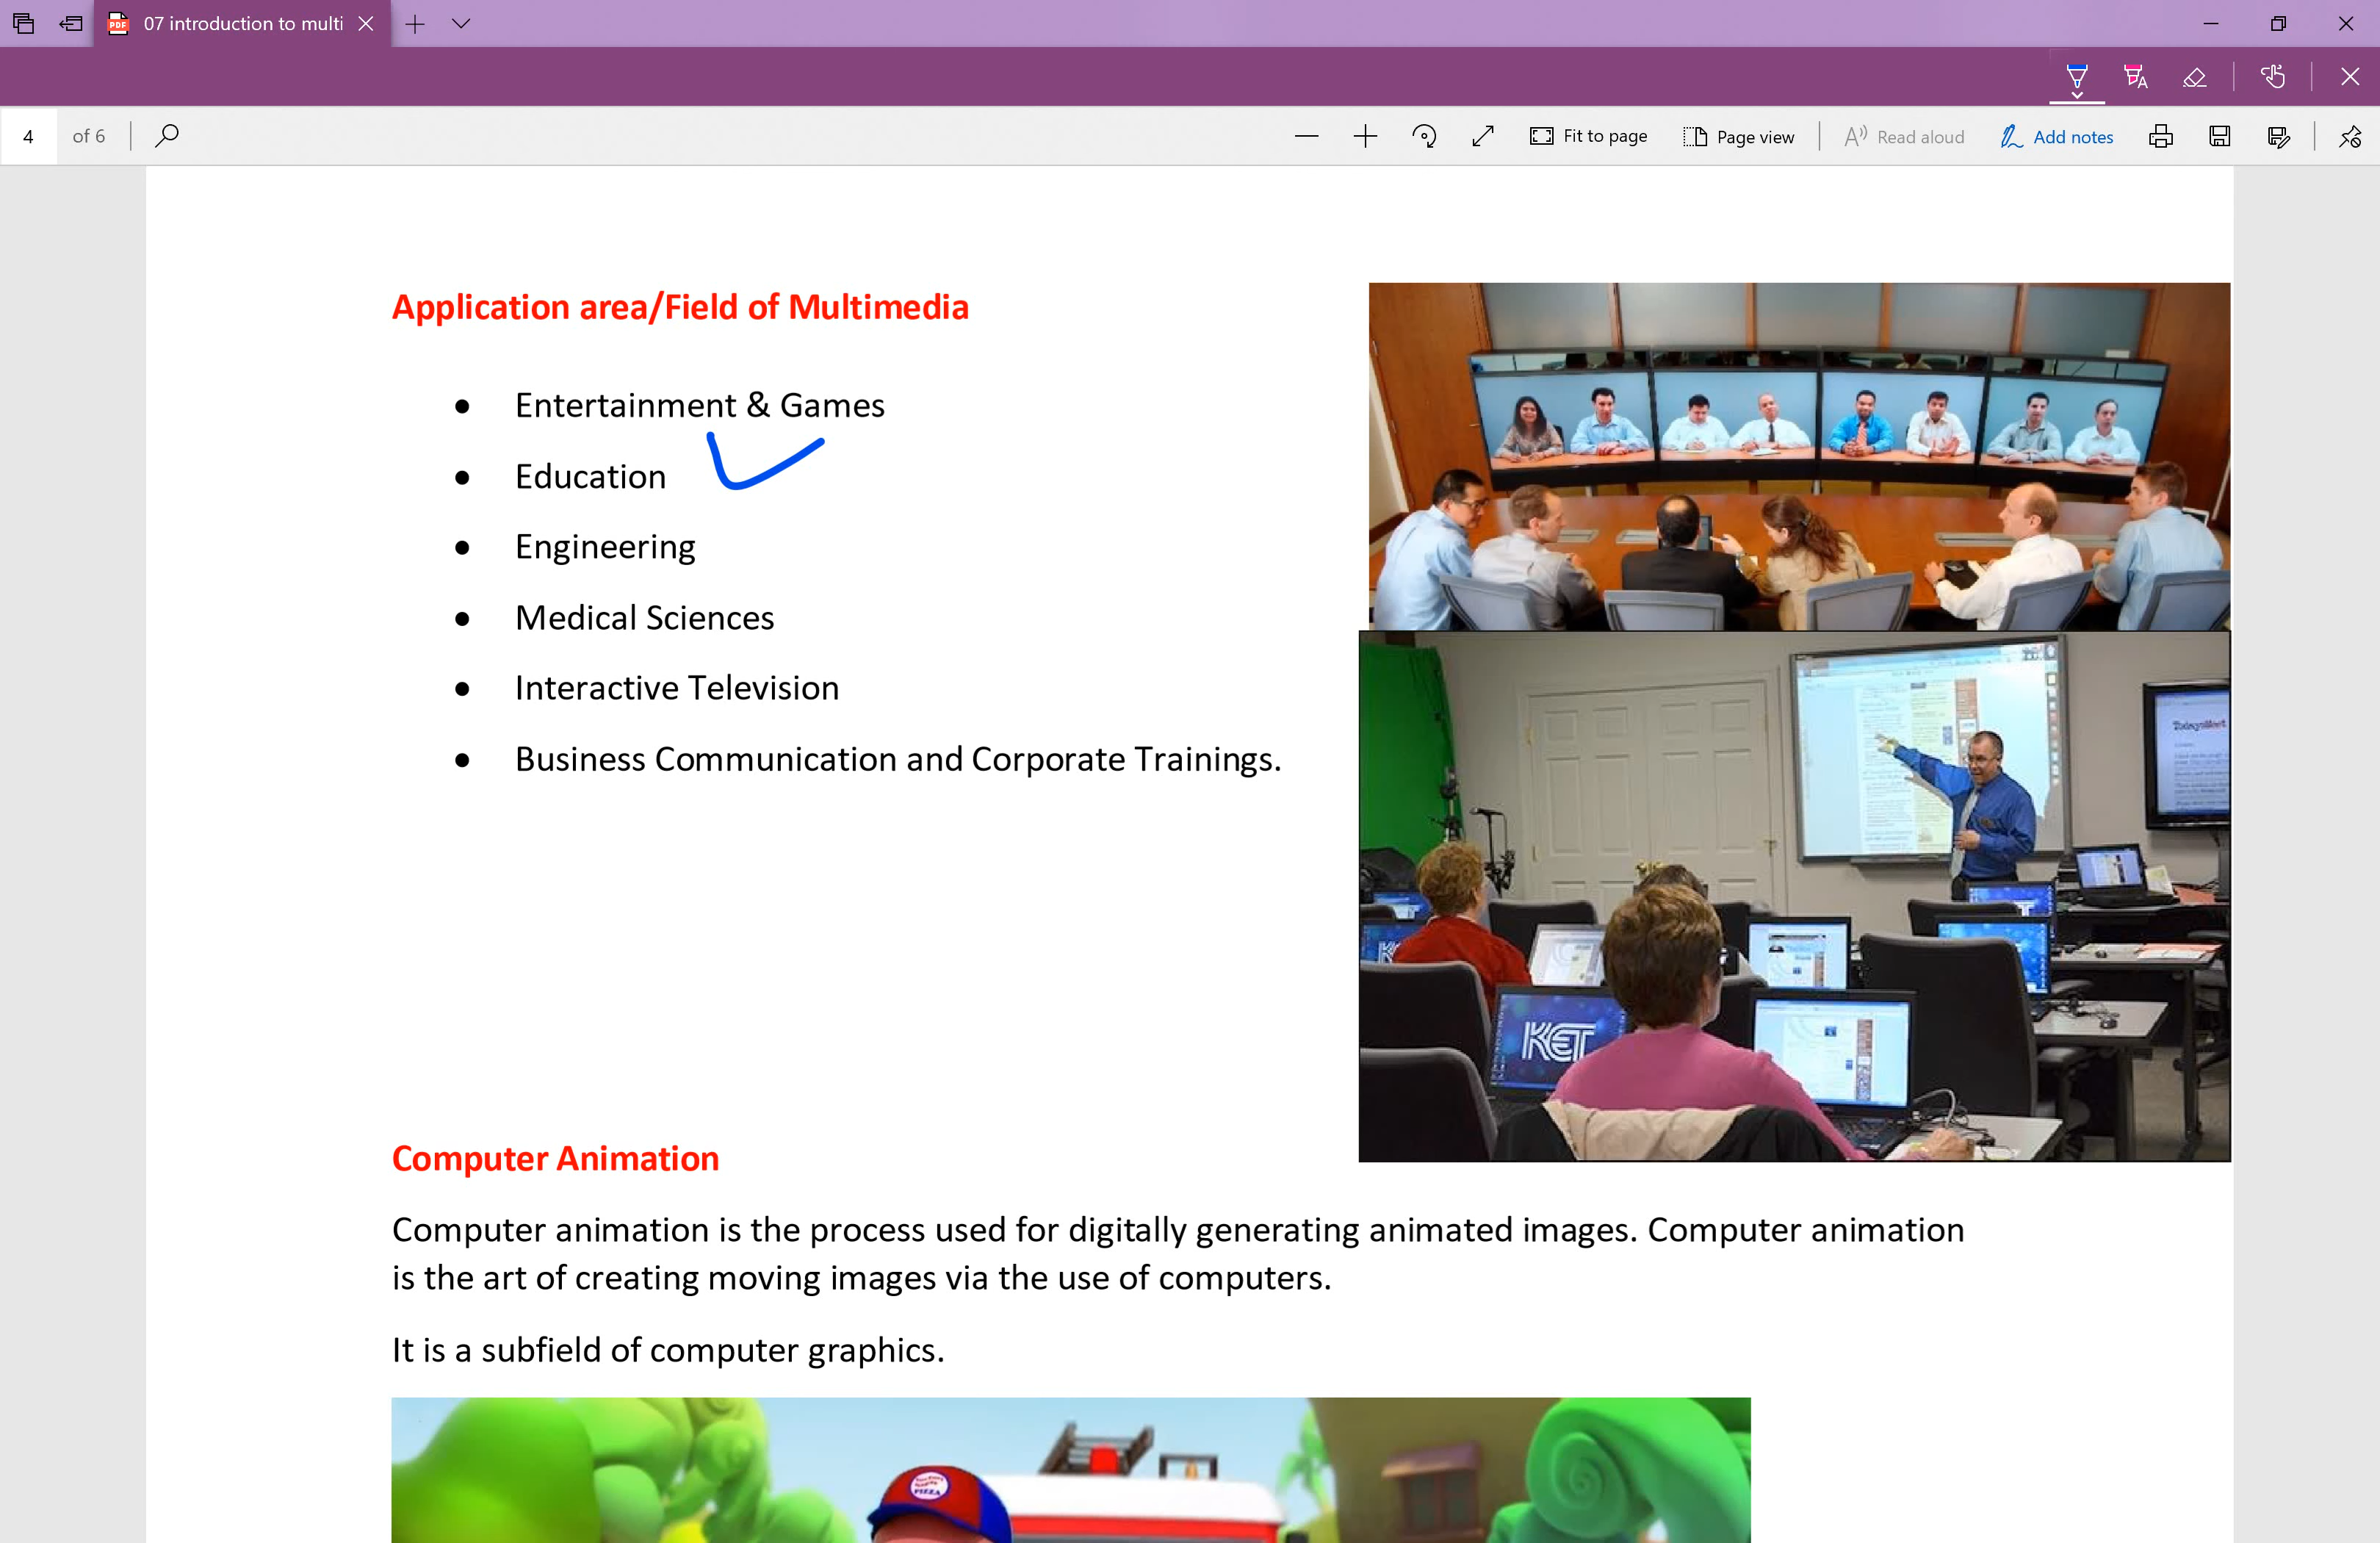 07 introduction to multi
4 of 6
Fit to page
Page view
Read aloud
Add notes
Application area/Field of Multimedia
● Entertainment & Games
● Education
● Engineering
● Medical Sciences
● Interactive Television
● Business Communication and Corporate Trainings.
KET
Computer Animation
Computer animation is the process used for digitally generating animated images. Computer animation
is the art of creating moving images via the use of computers.
It is a subfield of computer graphics.
PIZZA